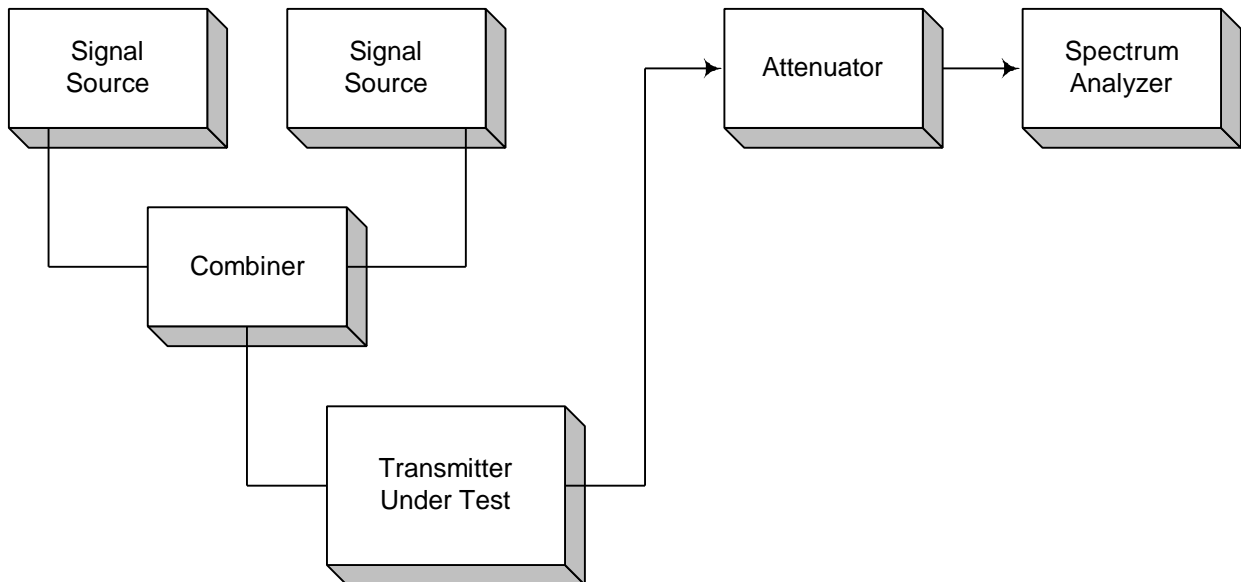 Signal
Source
Signal
Source
Attenuator
Spectrum
Analyzer
Combiner
Transmitter
Under Test